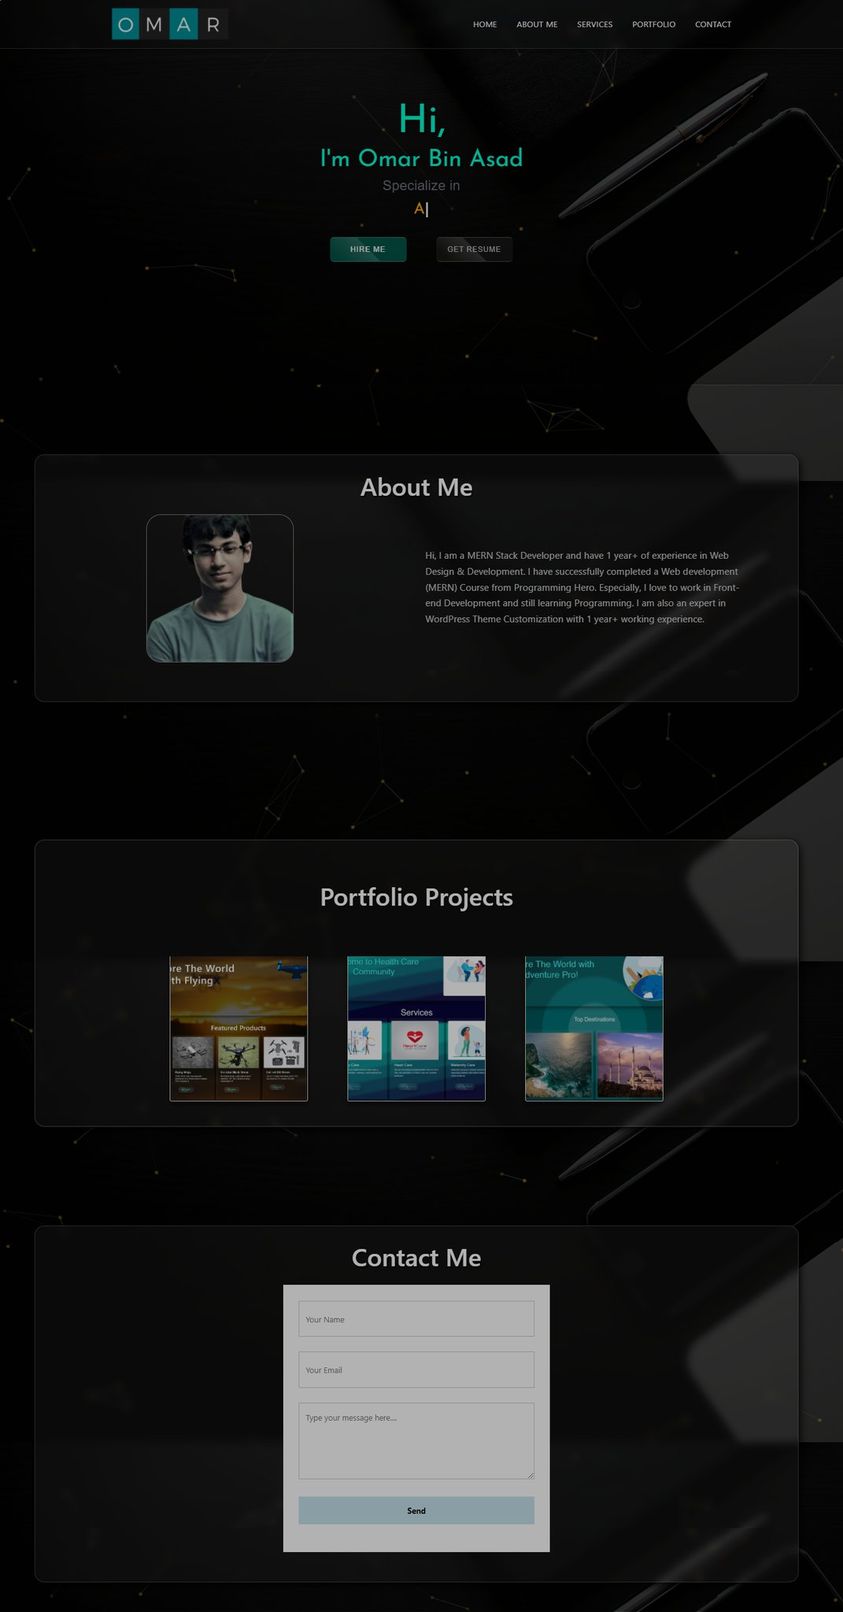 OMAR
HOME ABOUT ME SERVICES PORTFOLIO CONTACT
Hi,
I'm Omar Bin Asad
Specialize in
A|
HIRE ME GET RESUME
About Me
Hi, I am a MERN Stack Developer and have 1 year+ of experience in Web
Design & Development. I have successfully completed a Web development
(MERN) Course from Programming Hero. Especially, I love to work in Front-
end Development and still learning Programming. I am also an expert in
WordPress Theme Customization with 1 year+ working experience.
Portfolio Projects
re The World
th Flying
Featured Products
me to Health Care
Community
Services
Heart Care
re The World with
dventure Pro!
Top Destinations
Contact Me
Your Name
Your Email
Type your message here...
Send